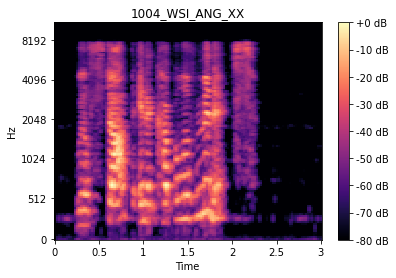 1004_WSI_ANG_XX
8192
4096
2048
1024
512
0
Hz
0
0.5
1
1.5
2
2.5
3
Time
+0 dB
-10 dB
-20 dB
-30 dB
-40 dB
-50 dB
-60 dB
-70 dB
-80 dB